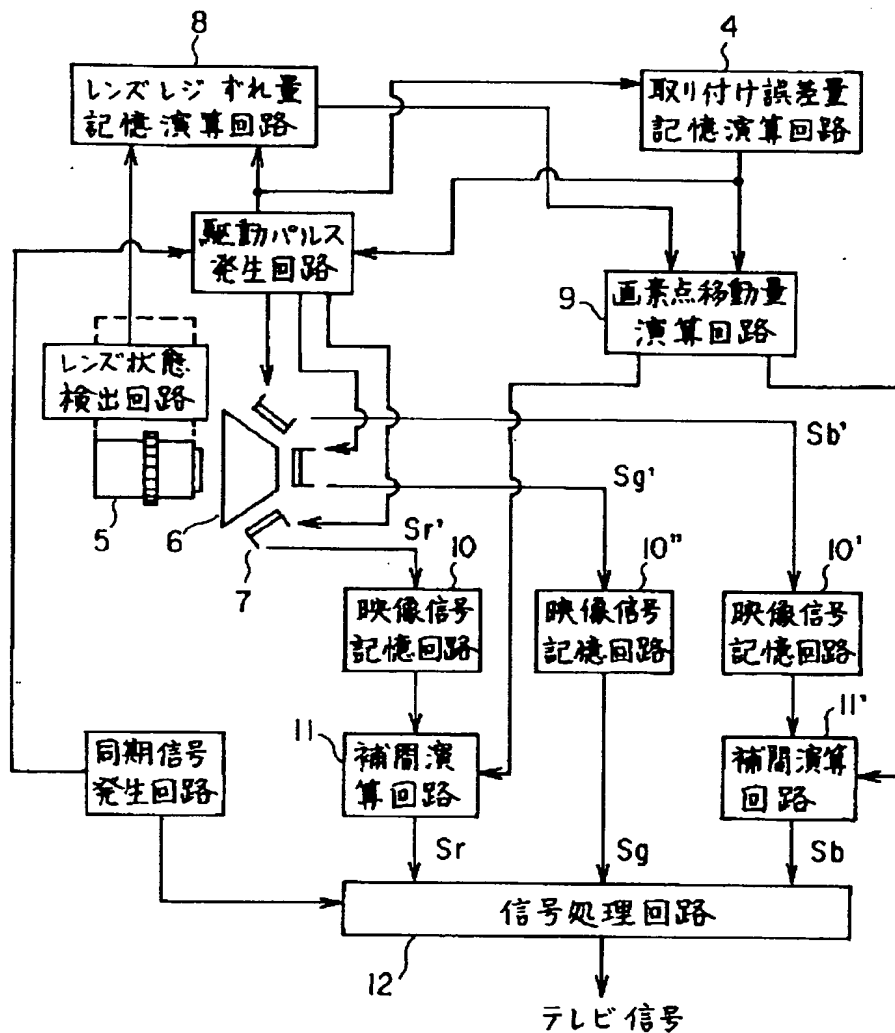 8
レンズレジずれ量
記憶演算回路
4
取り付け誤差量
記憶演算回路
駆動パルス
発生回路
9
画素点移動量
演算回路
レンズ状態
検出回路
5
6
7
Sb'
Sg'
Sr'
10
映像信号
記憶回路
10"
映像信号
記憶回路
10'
映像信号
記憶回路
同期信号
発生回路
11
補間演
算回路
11'
補間演算
回路
Sr
Sg
Sb
信号処理回路
12
テレビ信号